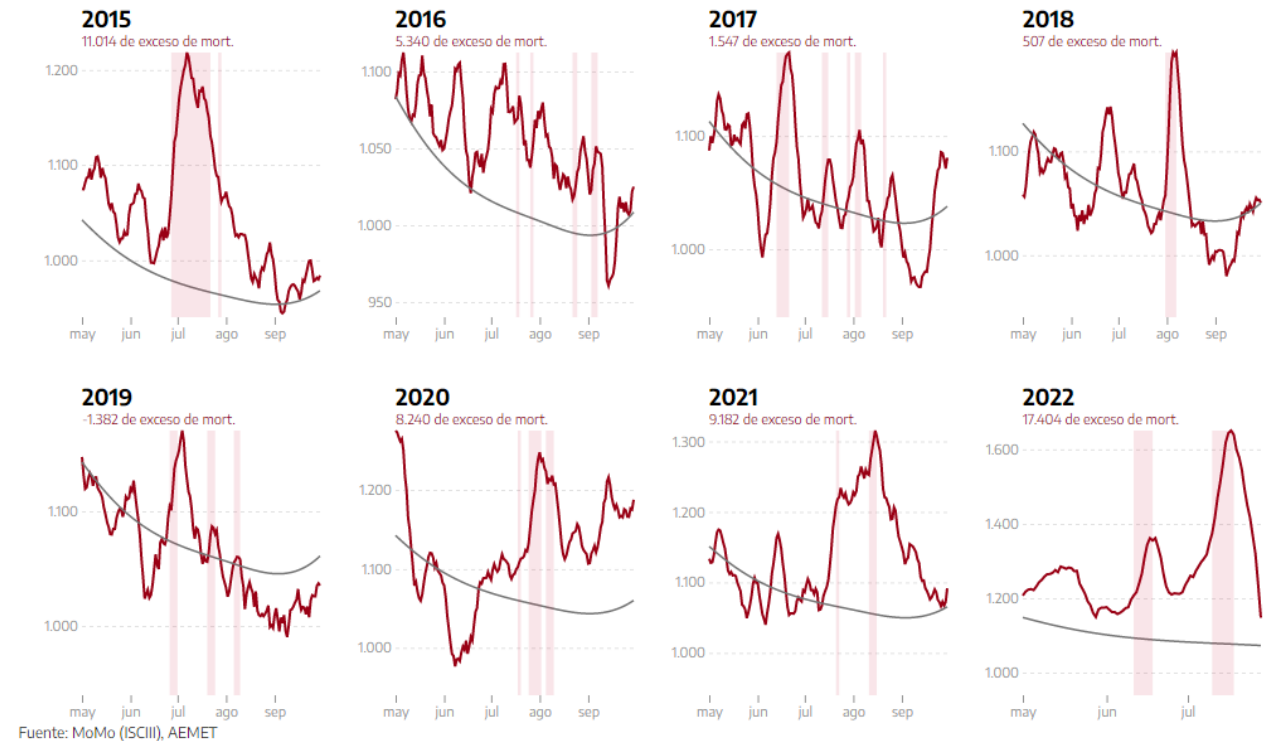 2015
11.014 de exceso de mort.
1.200
1.100
1.000
may jun jul ago sep
2016
5.340 de exceso de mort.
1.100
1.050
1.000
950
may jun jul ago sep
2017
1.547 de exceso de mort.
1.100
1.000
may jun jul ago sep
2018
507 de exceso de mort.
1.100
1.000
may jun jul ago sep
2019
-1.382 de exceso de mort.
1.100
1.000
may jun jul ago sep
2020
8.240 de exceso de mort.
1.200
1.100
1.000
may jun jul ago sep
2021
9.182 de exceso de mort.
1.300
1.200
1.100
1.000
may jun jul ago sep
2022
17.404 de exceso de mort.
1.600
1.400
1.200
1.000
may jun jul
Fuente: MoMo (ISCIII), AEMET